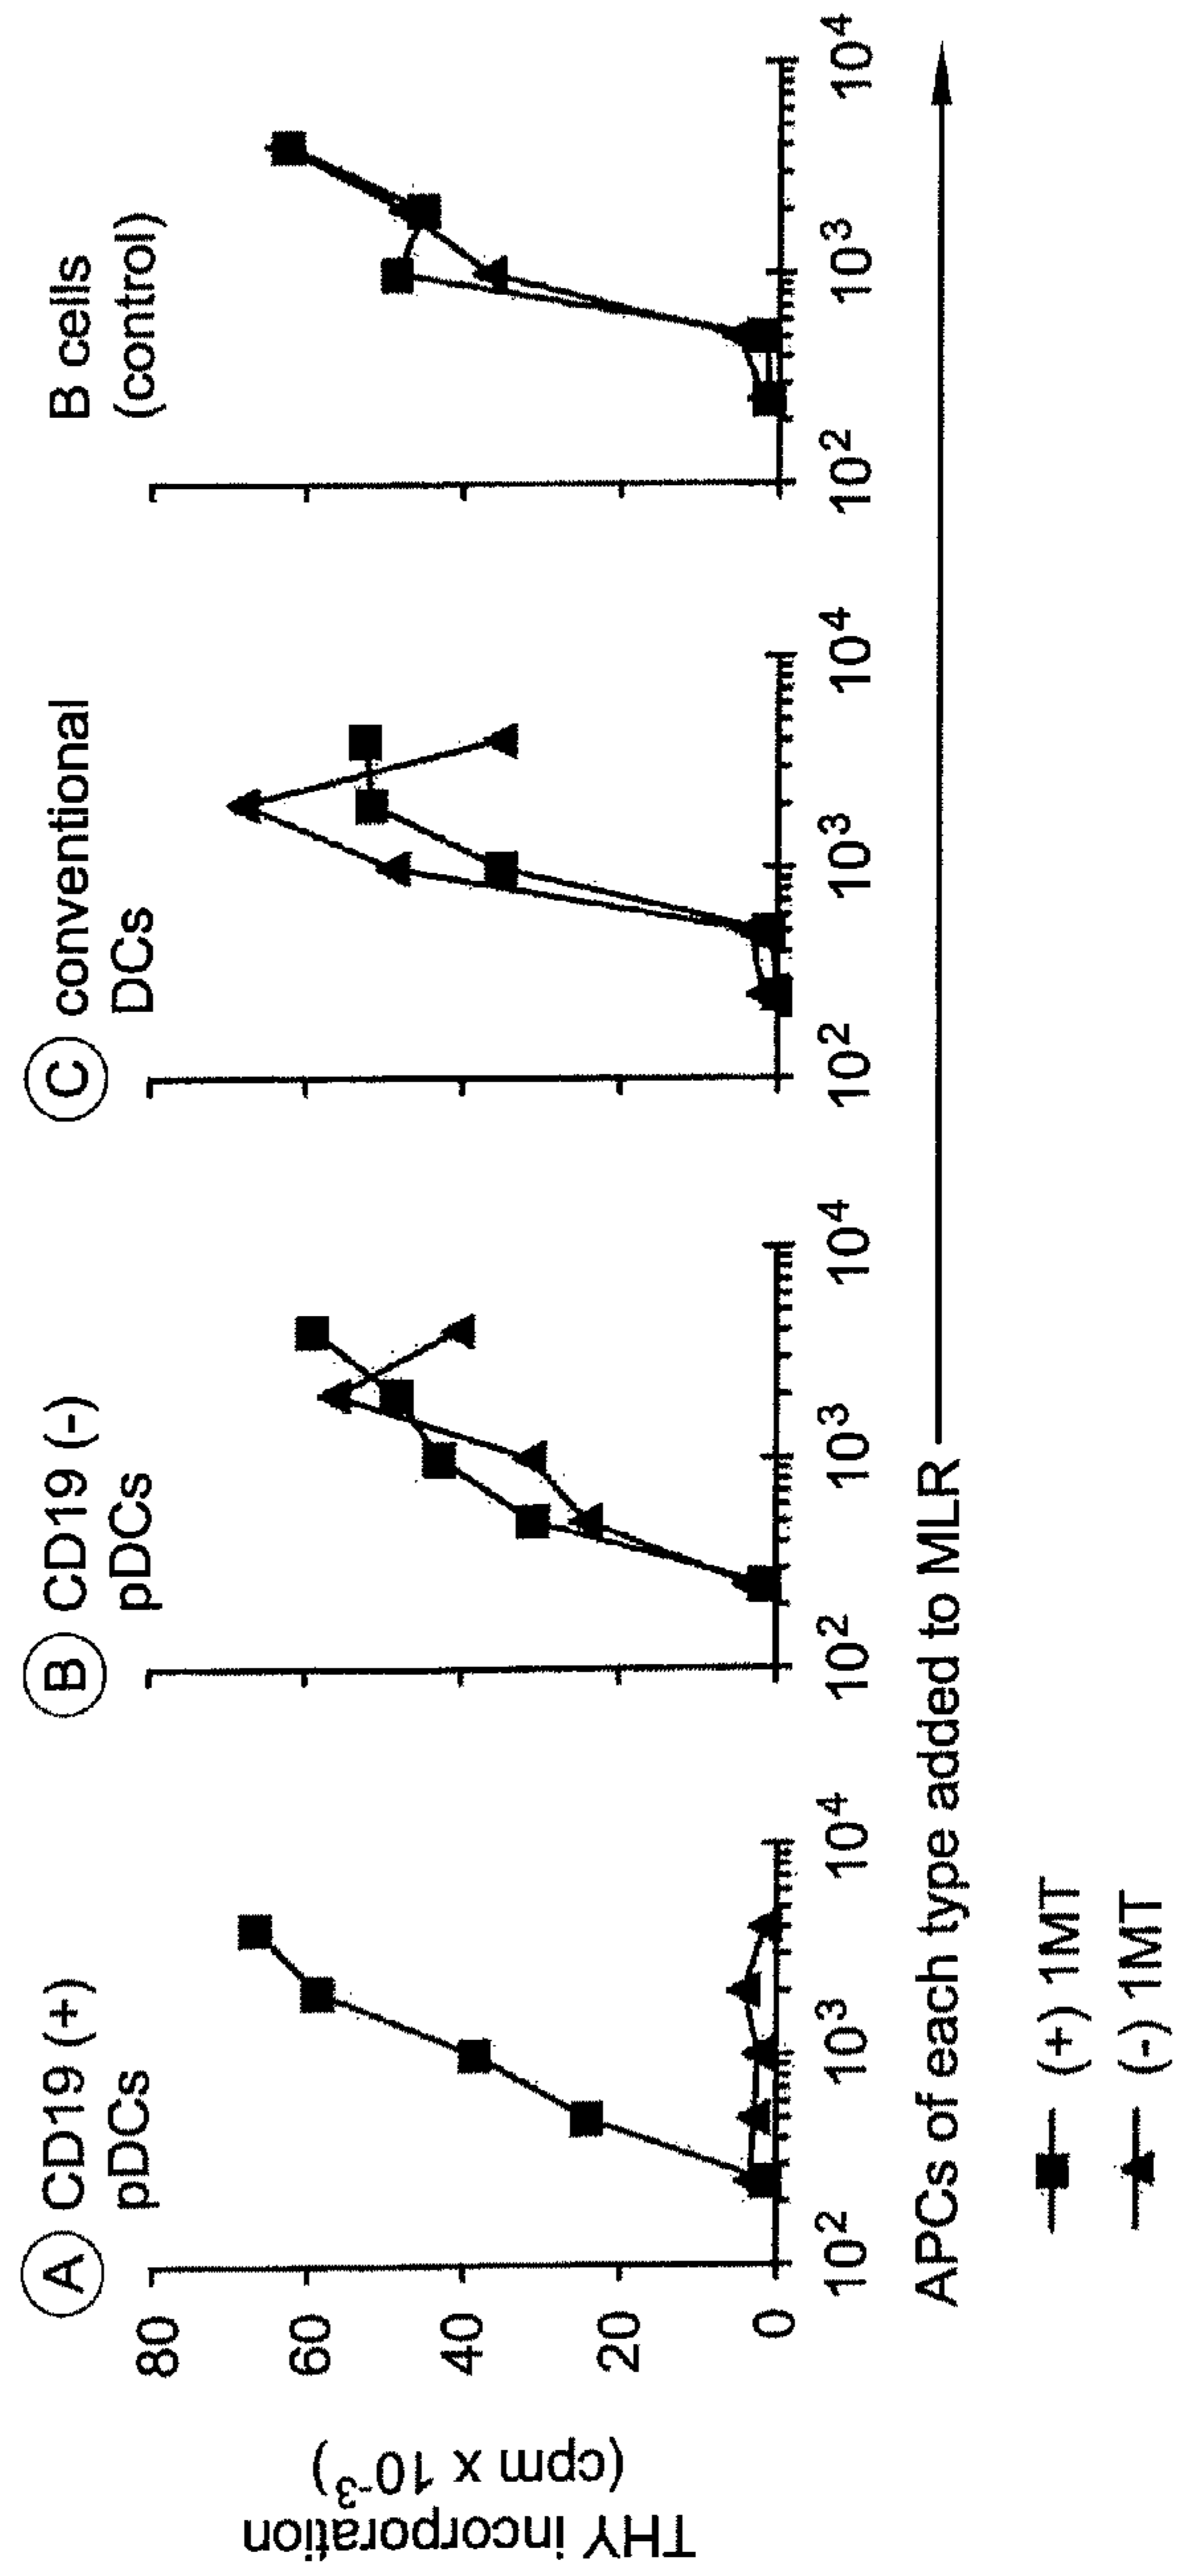 A CD19 (+)
pDCs
B CD19 (-)
pDCs
C conventional
DCs
B cells
(control)
THY incorporation
(cpm x 10⁻³)
80
60
40
20
0
10² 10³ 10⁴
10² 10³ 10⁴
10² 10³ 10⁴
10² 10³ 10⁴
APCs of each type added to MLR
(+) 1MT
(-) 1MT